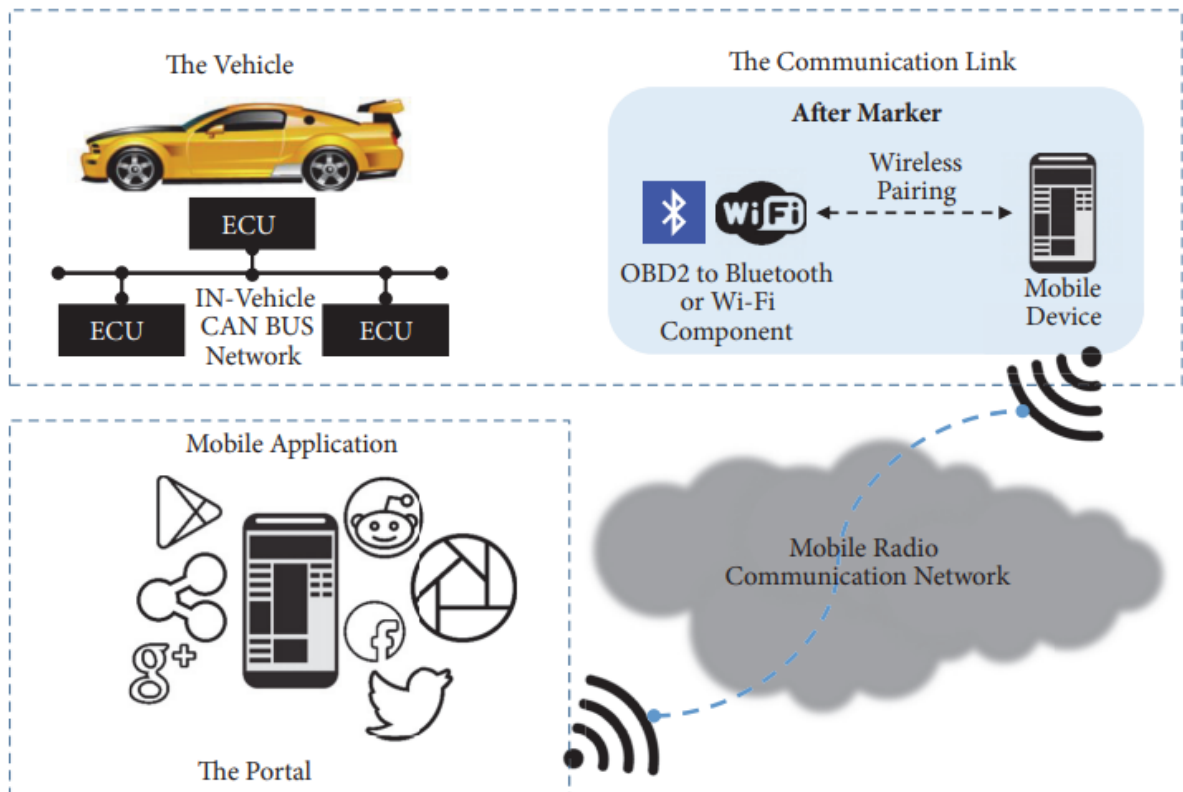 The Vehicle
ECU
ECU
IN-Vehicle
CAN BUS
Network
ECU
The Communication Link
After Marker
Wireless
Pairing
WiFi
OBD2 to Bluetooth
or Wi-Fi
Component
Mobile
Device
Mobile Application
g+
f
The Portal
Mobile Radio
Communication Network